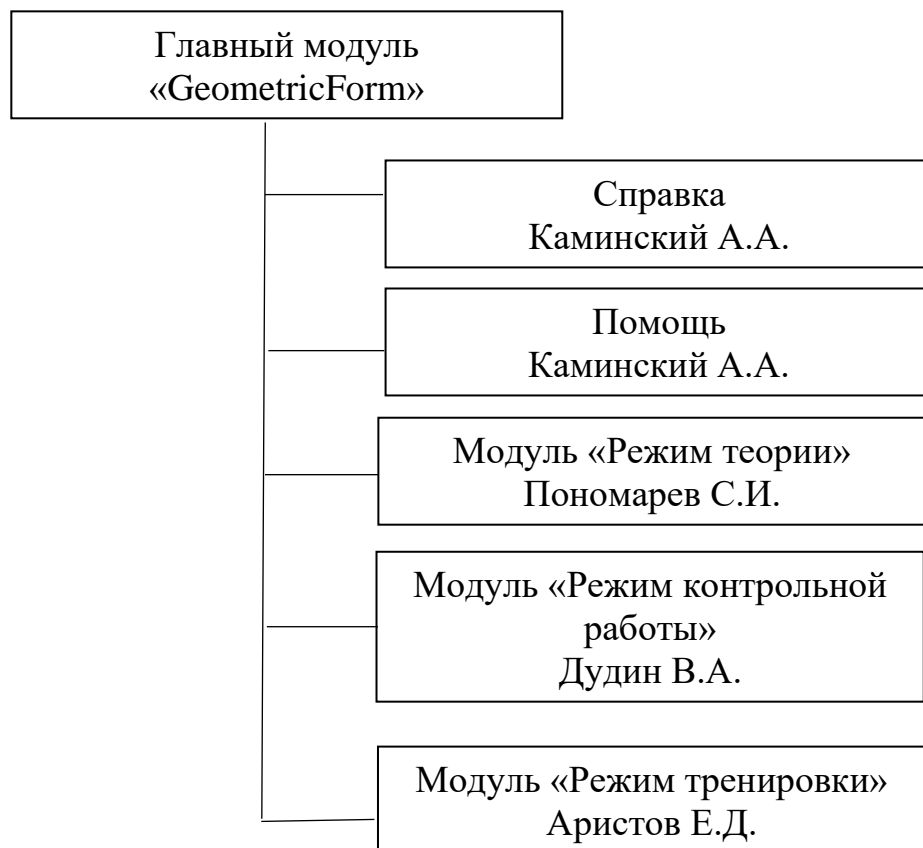 Главный модуль
«GeometricForm»
Справка
Каминский А.А.
Помощь
Каминский А.А.
Модуль «Режим теории»
Пономарев С.И.
Модуль «Режим контрольной
работы»
Дудин В.А.
Модуль «Режим тренировки»
Аристов Е.Д.